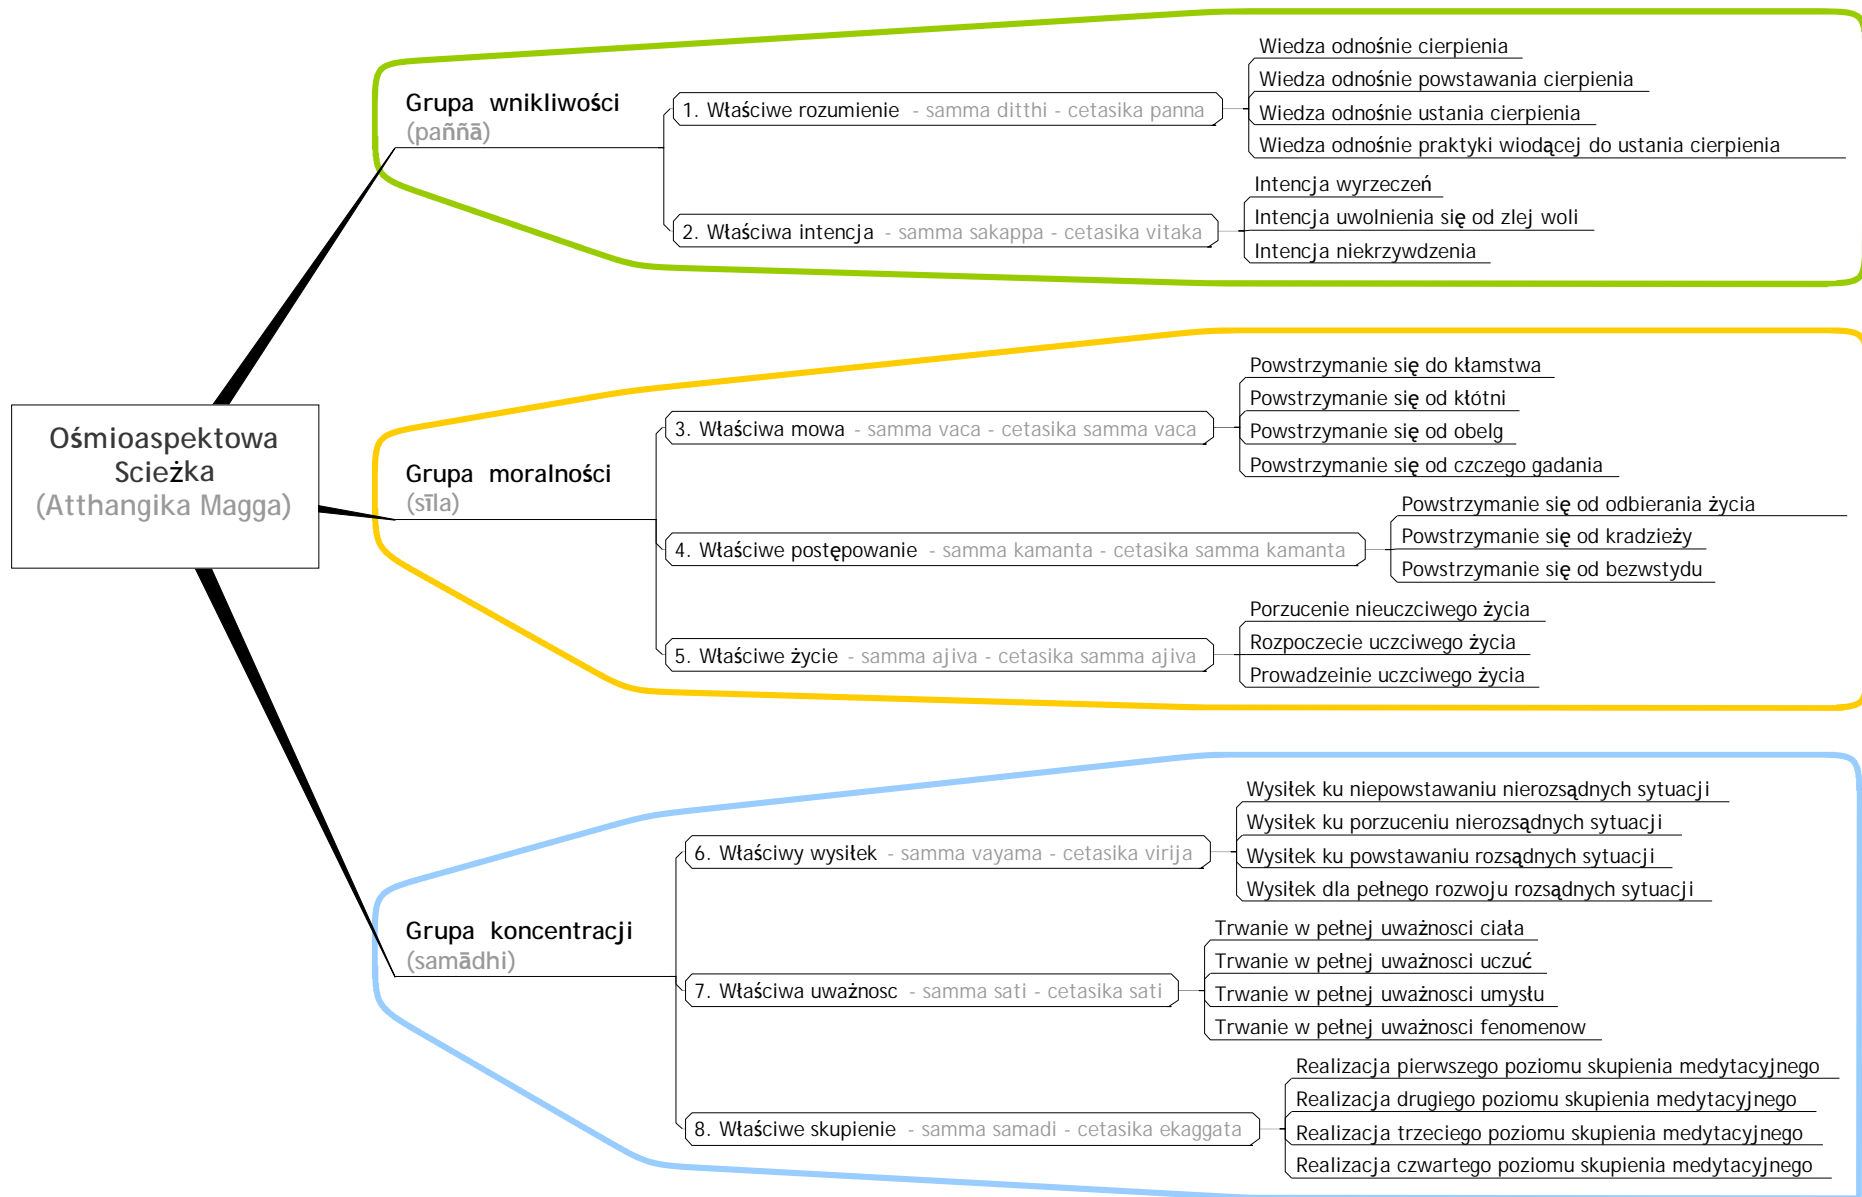 Ośmioaspektowa
Scieżka
(Atthangika Magga)
Grupa wnikliwości
(paññā)
1. Właściwe rozumienie - samma ditthi - cetasika panna
Wiedza odnośnie cierpienia
Wiedza odnośnie powstawania cierpienia
Wiedza odnośnie ustania cierpienia
Wiedza odnośnie praktyki wiodącej do ustania cierpienia
2. Właściwa intencja - samma sakappa - cetasika vitaka
Intencja wyrzeczeń
Intencja uwolnienia się od zlej woli
Intencja niekrzywdzenia
Grupa moralności
(sīla)
3. Właściwa mowa - samma vaca - cetasika samma vaca
Powstrzymanie się do kłamstwa
Powstrzymanie się od kłótni
Powstrzymanie się od obelg
Powstrzymanie się od czczego gadania
4. Właściwe postępowanie - samma kamanta - cetasika samma kamanta
Powstrzymanie się od odbierania życia
Powstrzymanie się od kradzieży
Powstrzymanie się od bezwstydu
5. Właściwe życie - samma ajiva - cetasika samma ajiva
Porzucenie nieuczciwego życia
Rozpoczecie uczciwego życia
Prowadzeinie uczciwego życia
Grupa koncentracji
(samādhi)
6. Właściwy wysiłek - samma vayama - cetasika virija
Wysiłek ku niepowstawaniu nierozsądnych sytuacji
Wysiłek ku porzuceniu nierozsądnych sytuacji
Wysiłek ku powstawaniu rozsądnych sytuacji
Wysiłek dla pełnego rozwoju rozsądnych sytuacji
7. Właściwa uważnosc - samma sati - cetasika sati
Trwanie w pełnej uważnosci ciała
Trwanie w pełnej uważnosci uczuć
Trwanie w pełnej uważnosci umysłu
Trwanie w pełnej uważnosci fenomenow
8. Właściwe skupienie - samma samadi - cetasika ekaggata
Realizacja pierwszego poziomu skupienia medytacyjnego
Realizacja drugiego poziomu skupienia medytacyjnego
Realizacja trzeciego poziomu skupienia medytacyjnego
Realizacja czwartego poziomu skupienia medytacyjnego